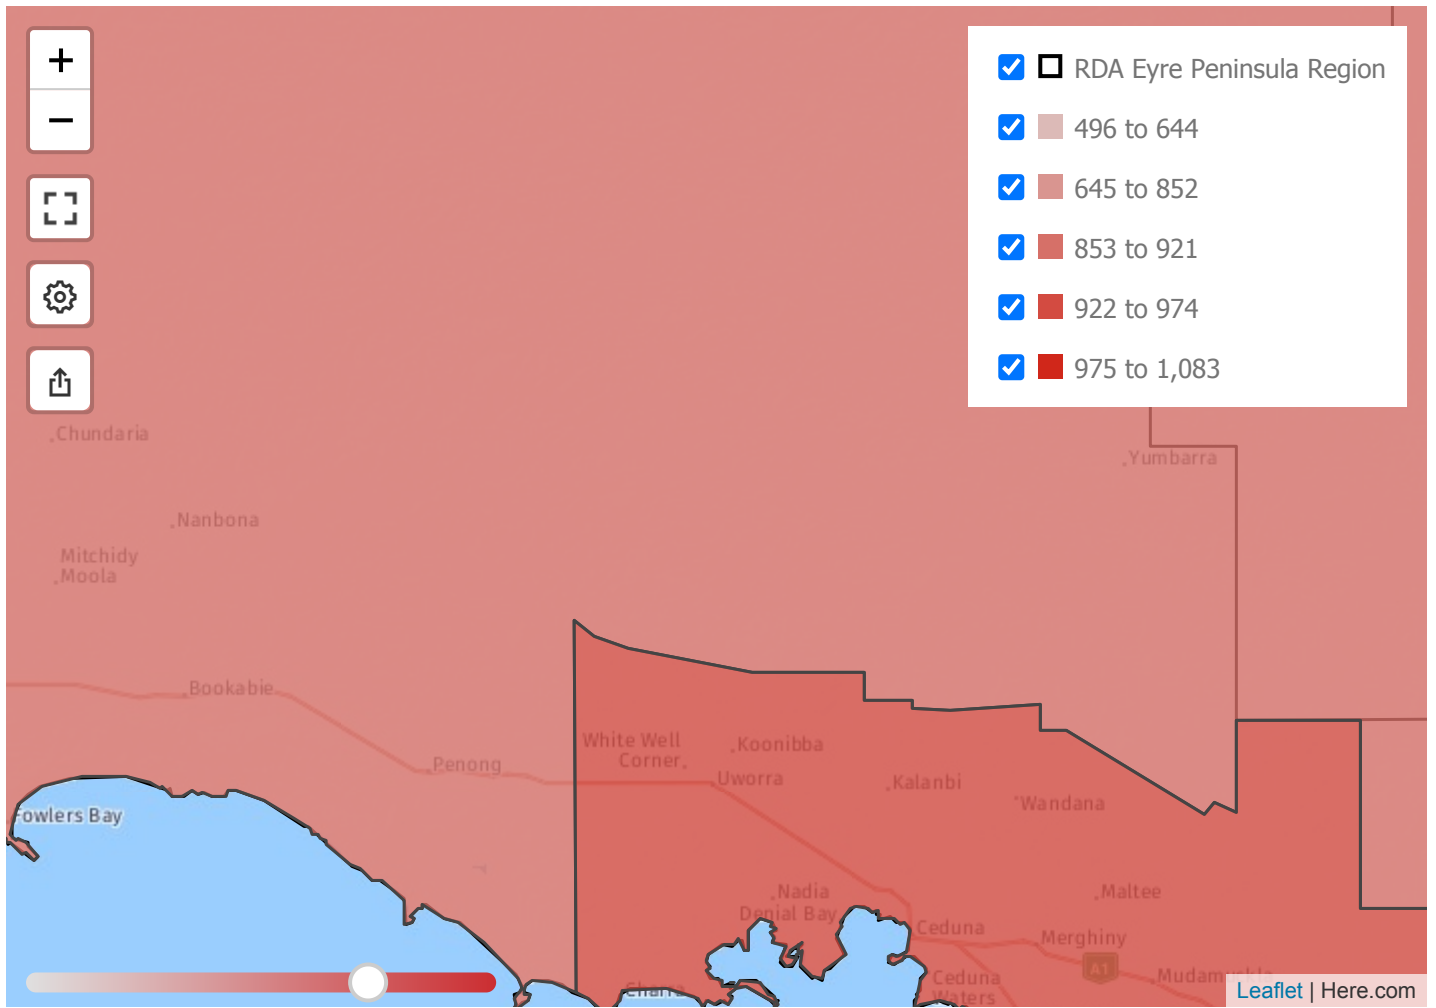 +
−
RDA Eyre Peninsula Region
496 to 644
645 to 852
853 to 921
922 to 974
975 to 1,083
Chundaria
Yumbarra
Nanbona
Mitchidy
Moola
Bookabie
White Well
Corner
Koonibba
Penong
Uworra
Kalanbi
Wandana
Fowlers Bay
Nadia
Maltee
Denial Bay
Ceduna
Merghiny
A1
Ceduna
Waters
Mudamuckla
Charra
Leaflet | Here.com